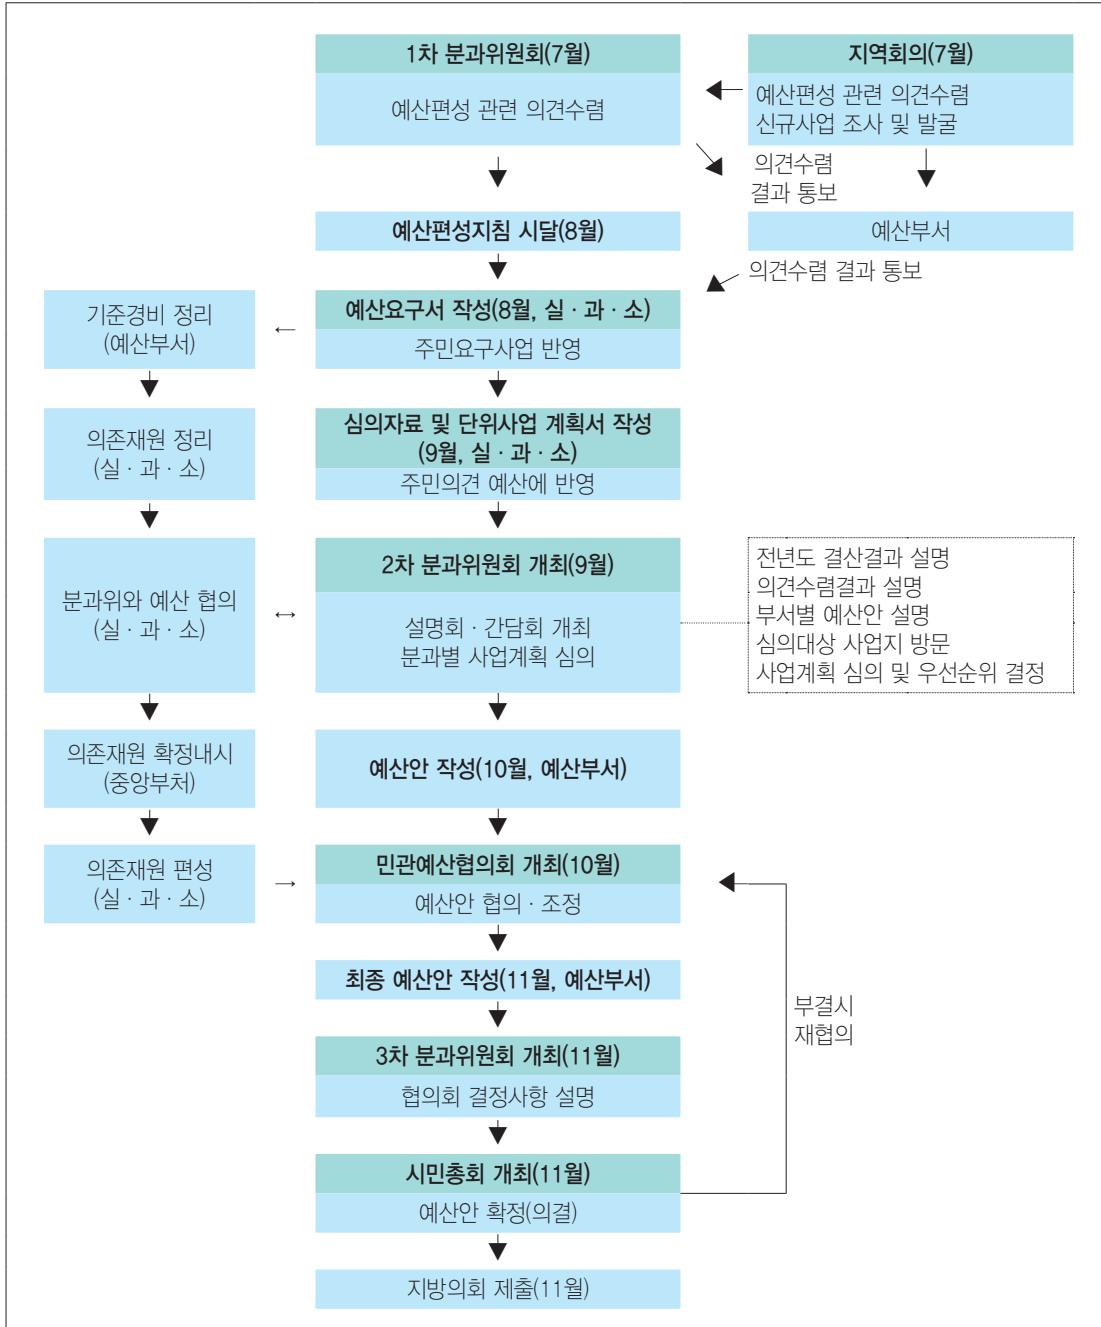 1차 분과위원회(7월)
예산편성 관련 의견수렴
지역회의(7월)
예산편성 관련 의견수렴
신규사업 조사 및 발굴
의견수렴
결과 통보
예산편성지침 시달(8월)
예산부서
의견수렴 결과 통보
기준경비 정리
(예산부서)
←
예산요구서 작성(8월, 실 · 과 · 소)
주민요구사업 반영
의존재원 정리
(실 · 과 · 소)
심의자료 및 단위사업 계획서 작성
(9월, 실 · 과 · 소)
주민의견 예산에 반영
분과위와 예산 협의
(실 · 과 · 소)
↔
2차 분과위원회 개최(9월)
설명회 · 간담회 개최
분과별 사업계획 심의
전년도 결산결과 설명
의견수렴결과 설명
부서별 예산안 설명
심의대상 사업지 방문
사업계획 심의 및 우선순위 결정
의존재원 확정내시
(중앙부처)
예산안 작성(10월, 예산부서)
의존재원 편성
(실 · 과 · 소)
→
민관예산협의회 개최(10월)
예산안 협의 · 조정
최종 예산안 작성(11월, 예산부서)
부결시
재협의
3차 분과위원회 개최(11월)
협의회 결정사항 설명
시민총회 개최(11월)
예산안 확정(의결)
지방의회 제출(11월)